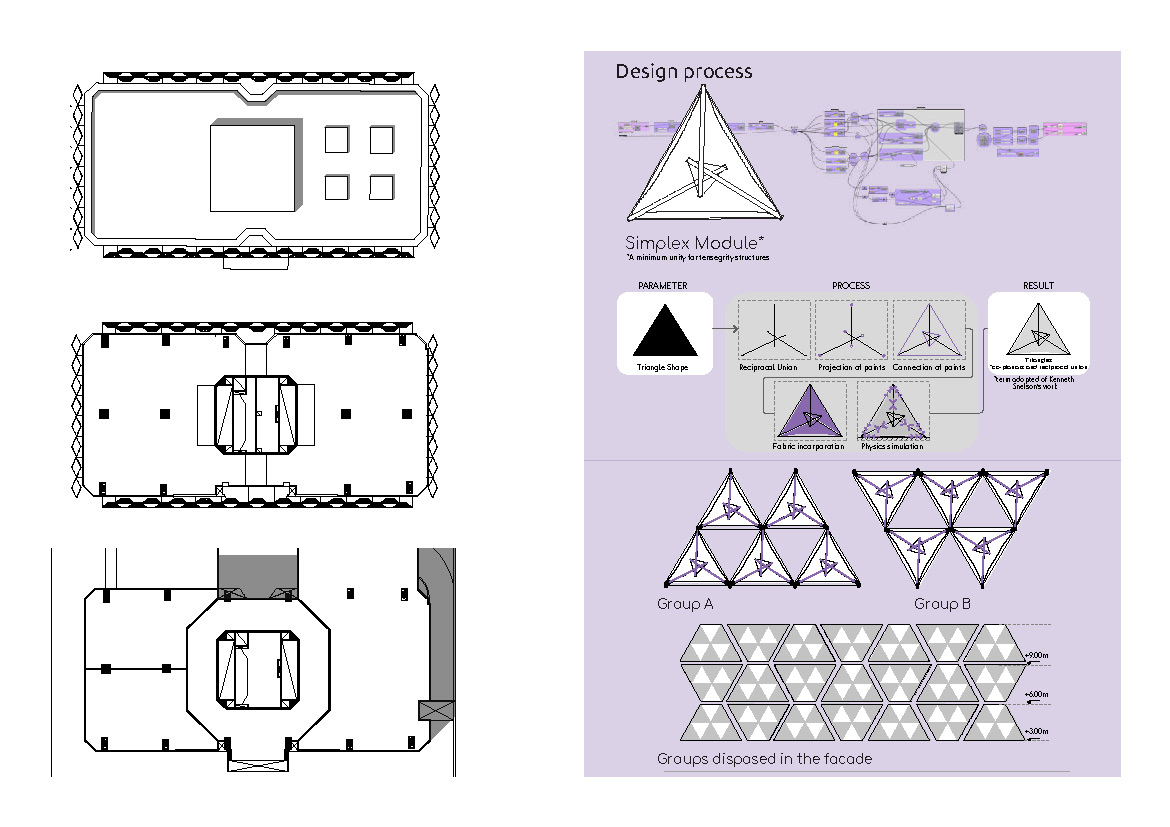 Design process
Simplex Module*
*A minimum unity for tensegrity structures
PARAMETER
PROCESS
RESULT
Triangle Shape
Reciprocal Union
Projection of points
Connection of points
Triangles
*co-planars and reciprocal union
*term adopted of Kenneth
Snelson's work
Fabric incorporation
Physics simulation
Group A
Group B
+9.00m
+6.00m
+3.00m
Groups disposed in the facade